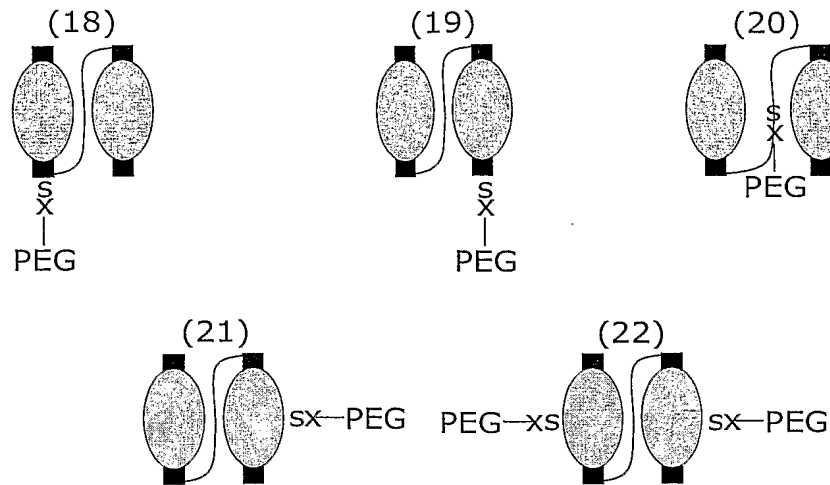 (18) (19) (20)
S S S
X X X
PEG PEG PEG
(21) (22)
SX—PEG PEG—XS SX—PEG